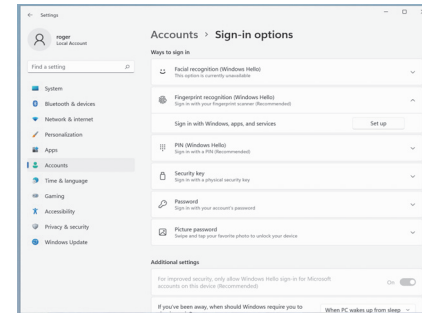 Settings
roger
Local Account
Find a setting
System
Bluetooth & devices
Network & internet
Personalization
Apps
Accounts
Time & language
Gaming
Accessibility
Privacy & security
Windows Update
Accounts > Sign-in options
Ways to sign in
Facial recognition (Windows Hello)
This option is currently unavailable
Fingerprint recognition (Windows Hello)
Sign in with your fingerprint scanner (Recommended)
Sign in with Windows, apps, and services
Set up
PIN (Windows Hello)
Sign in with a PIN (Recommended)
Security key
Sign in with a physical security key
Password
Sign in with your account's password
Picture password
Swipe and tap your favorite photo to unlock your device
Additional settings
For improved security, only allow Windows Hello sign-in for Microsoft
accounts on this device (Recommended)
On
If you've been away, when should Windows require you to
When PC wakes up from sleep